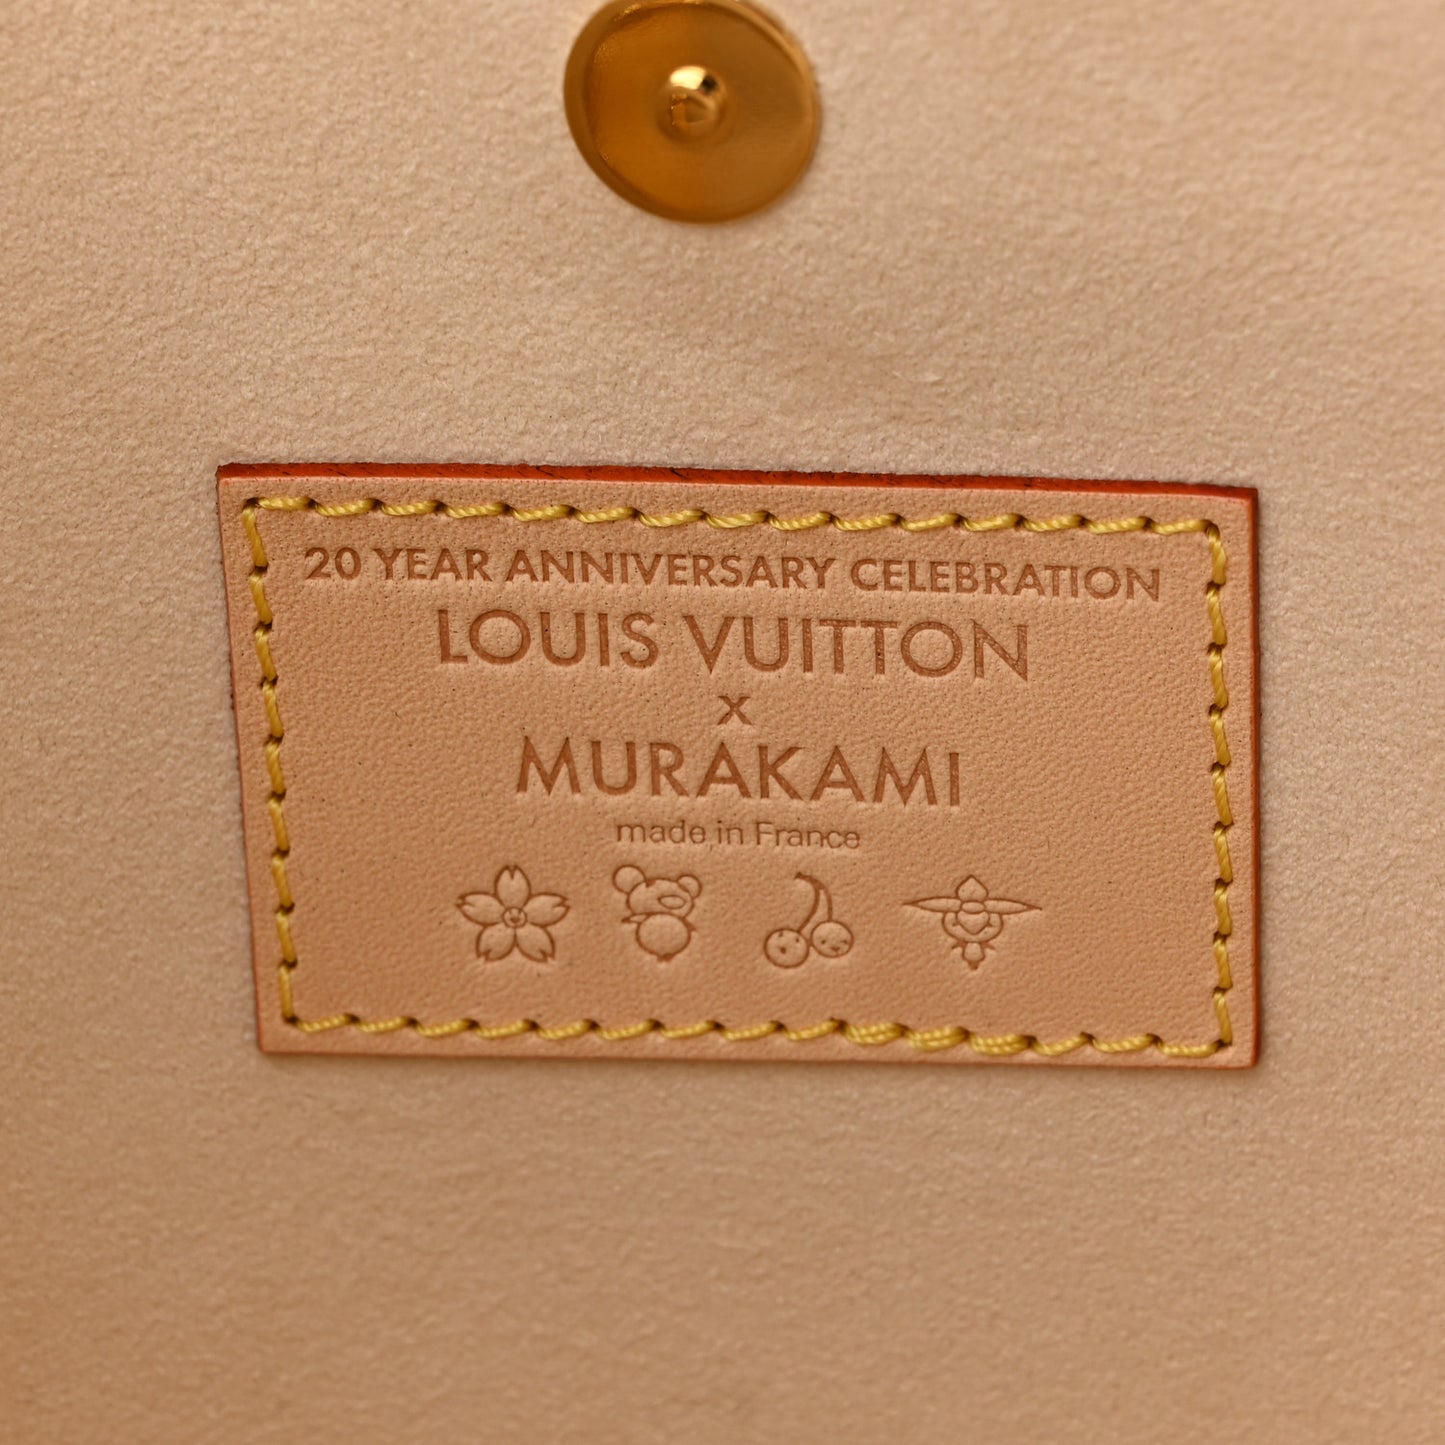 20 YEAR ANNIVERSARY CELEBRATION
LOUIS VUITTON
x
MURAKAMI
made in France